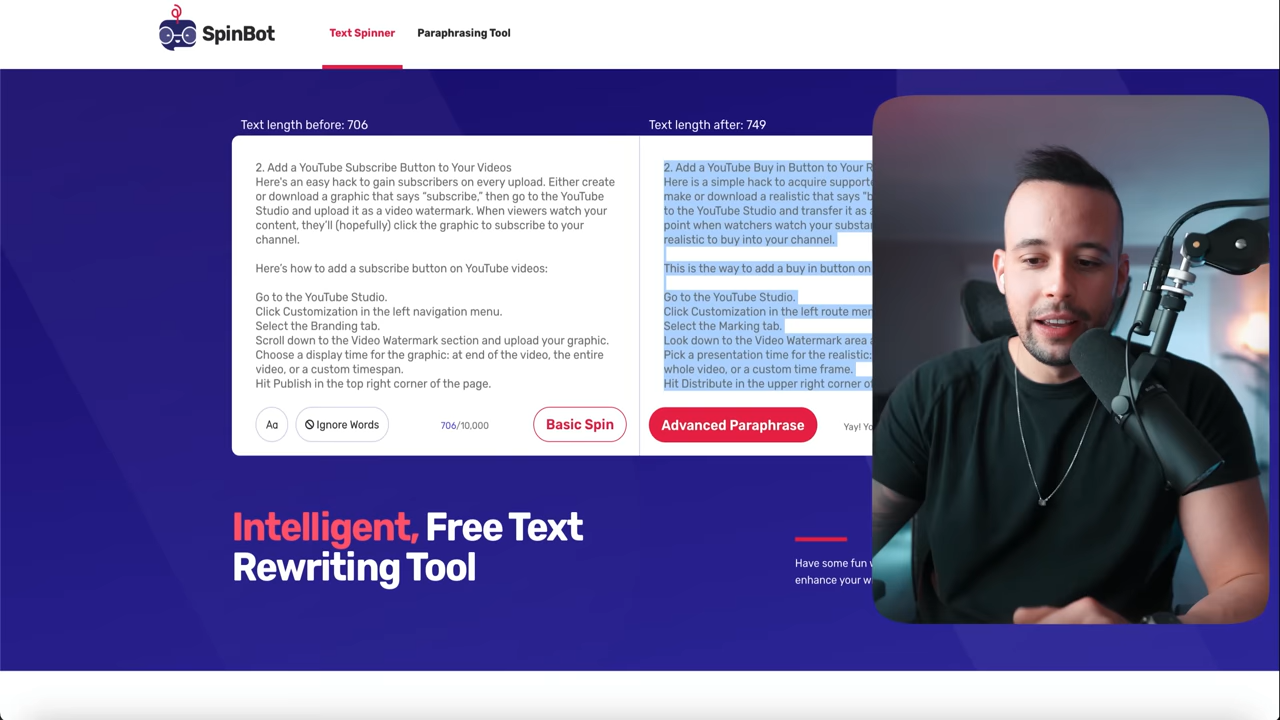 SpinBot
Text Spinner
Paraphrasing Tool
Text length before: 706
Text length after: 749
2. Add a YouTube Subscribe Button to Your Videos
Here's an easy hack to gain subscribers on every upload. Either create
or download a graphic that says “subscribe,” then go to the YouTube
Studio and upload it as a video watermark. When viewers watch your
content, they'll (hopefully) click the graphic to subscribe to your
channel.
Here's how to add a subscribe button on YouTube videos:
Go to the YouTube Studio.
Click Customization in the left navigation menu.
Select the Branding tab.
Scroll down to the Video Watermark section and upload your graphic.
Choose a display time for the graphic: at end of the video, the entire
video, or a custom timespan.
Hit Publish in the top right corner of the page.
2. Add a YouTube Buy in Button to Your
Here is a simple hack to acquire
make or download a realistic that says
to the YouTube Studio and transfer it as
point when watchers watch your
realistic to buy into your channel.
This is the way to add a buy in button on
Go to the YouTube Studio.
Click Customization in the left route
Select the Marking tab.
Look down to the Video Watermark area
Pick a presentation time for the realistic:
whole video, or a custom time frame.
Hit Distribute in the upper right corner
Aa
Ignore Words
706/10,000
Basic Spin
Advanced Paraphrase
Yay!
Intelligent, Free Text
Rewriting Tool
Have some fun
enhance your